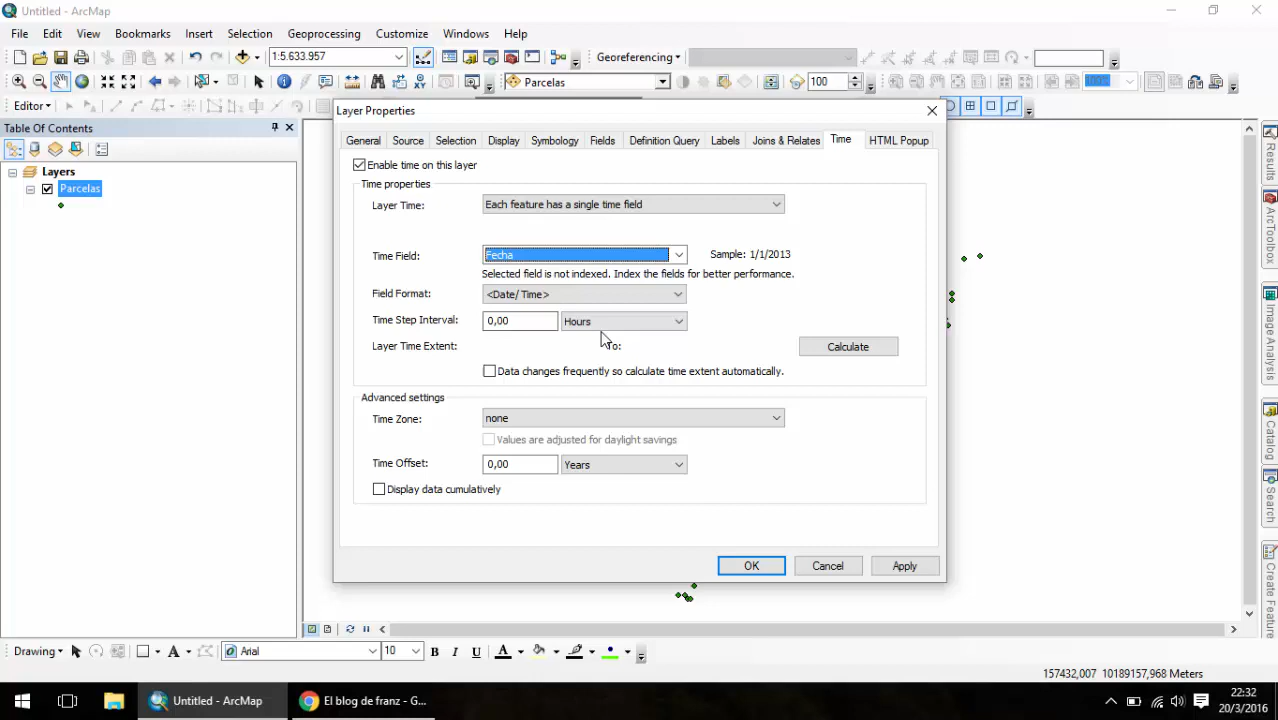 Untitled - ArcMap
File Edit View Bookmarks Insert Selection Geoprocessing Customize Windows Help
1:5.633.957 Georeferencing
Parcelas 100 100%
Editor
Table Of Contents
Layers
Parcelas
Layer Properties
General Source Selection Display Symbology Fields Definition Query Labels Joins & Relates Time HTML Popup
Enable time on this layer
Time properties
Layer Time: Each feature has a single time field
Time Field: Fecha Sample: 1/1/2013
Selected field is not indexed. Index the fields for better performance.
Field Format: <Date/ Time>
Time Step Interval: 0,00 Hours
Layer Time Extent: To: Calculate
Data changes frequently so calculate time extent automatically.
Advanced settings
Time Zone: none
Values are adjusted for daylight savings
Time Offset: 0,00 Years
Display data cumulatively
OK Cancel Apply
Results
ArcToolbox
Image Analysis
Catalog
Search
Create Feature
Drawing Arial 10 B I U A
157432,007 10189157,968 Meters
Untitled - ArcMap El blog de franz - G...
22:32
20/3/2016